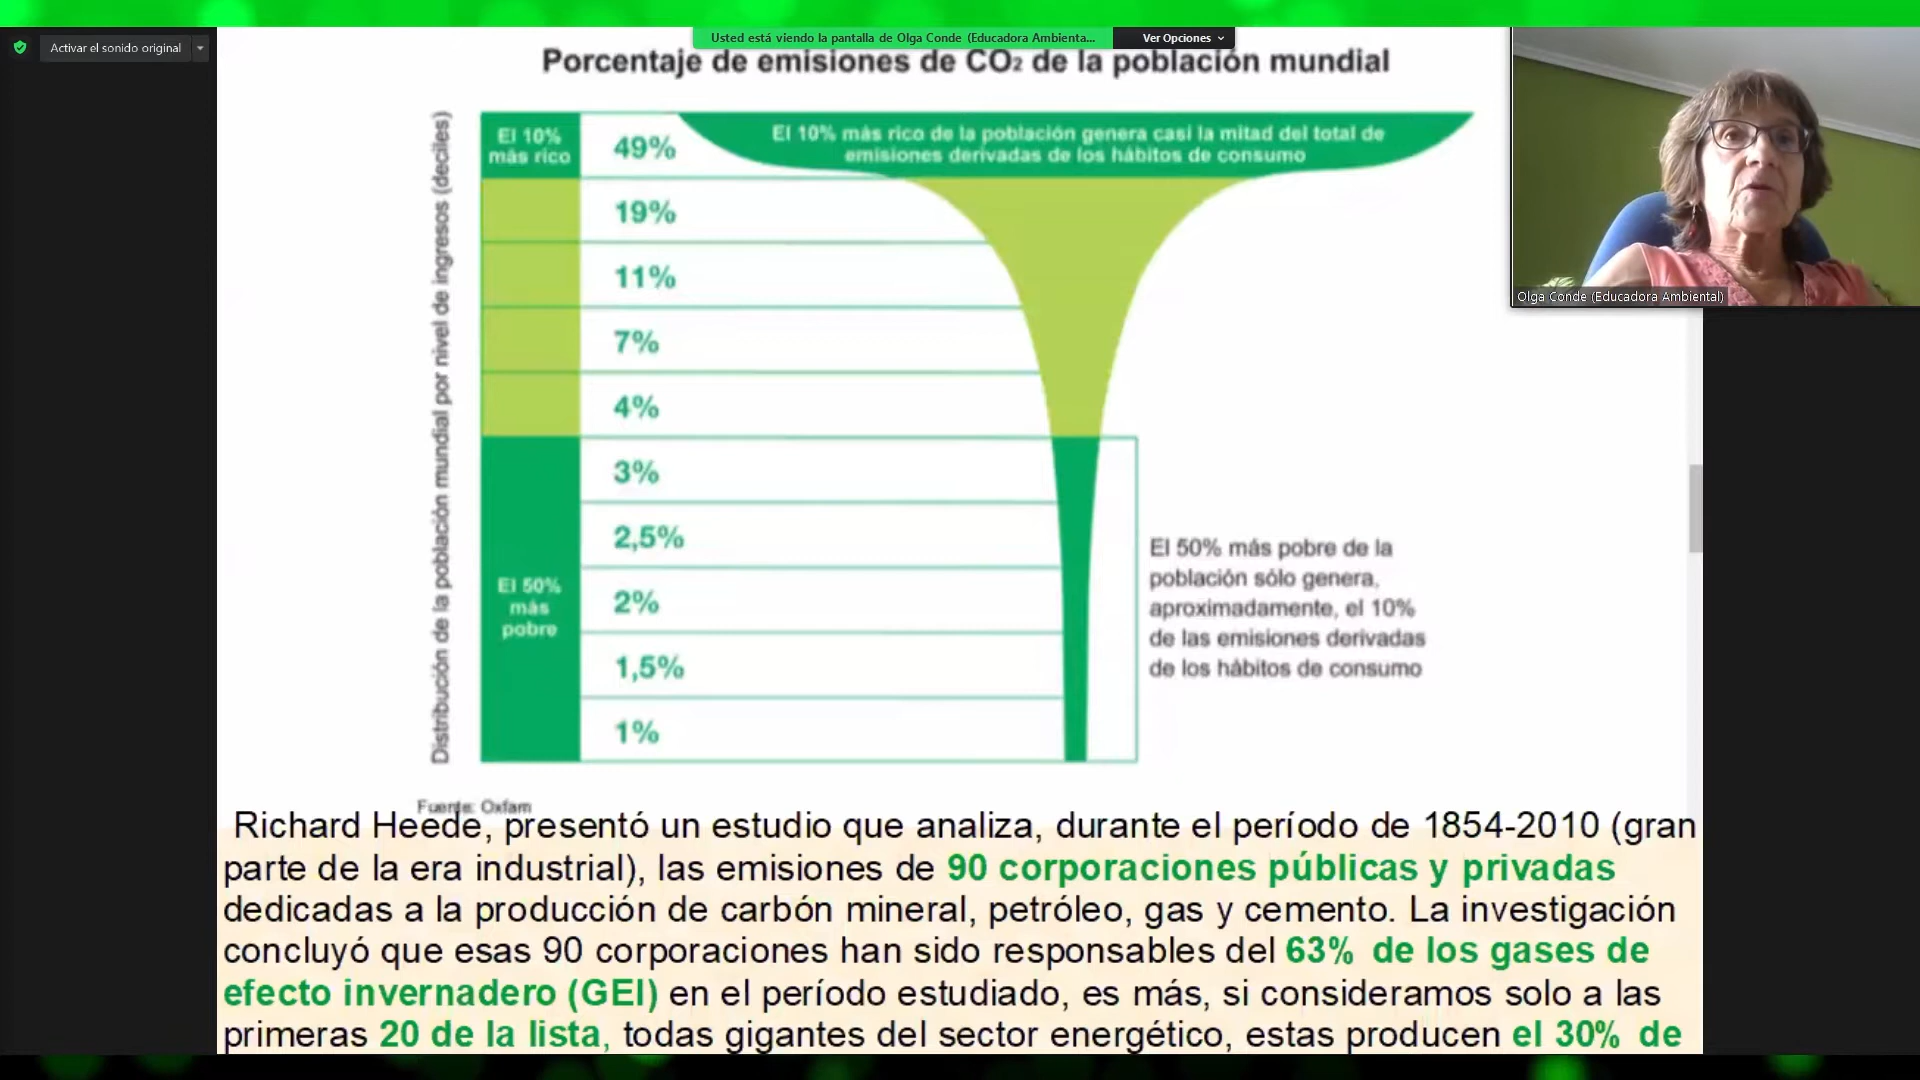 Activar el sonido original
Usted está viendo la pantalla de Olga Conde (Educadora Ambienta...
Ver Opciones
Porcentaje de emisiones de CO₂ de la población mundial
Distribución de la población mundial por nivel de ingresos (deciles)
El 10%
más rico
49%
El 10% más rico de la población genera casi la mitad del total de
emisiones derivadas de los hábitos de consumo
19%
11%
7%
4%
3%
2,5%
El 50%
más
pobre
2%
1,5%
1%
El 50% más pobre de la
población sólo genera,
aproximadamente, el 10%
de las emisiones derivadas
de los hábitos de consumo
Olga Conde (Educadora Ambiental)
Fuente: Oxfam
Richard Heede, presentó un estudio que analiza, durante el período de 1854-2010 (gran
parte de la era industrial), las emisiones de 90 corporaciones públicas y privadas
dedicadas a la producción de carbón mineral, petróleo, gas y cemento. La investigación
concluyó que esas 90 corporaciones han sido responsables del 63% de los gases de
efecto invernadero (GEI) en el período estudiado, es más, si consideramos solo a las
primeras 20 de la lista, todas gigantes del sector energético, estas producen el 30% de